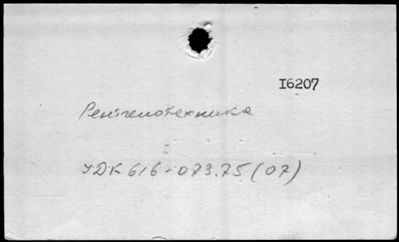 I6207
Рентгенотехника
УДК 616-073.75(07)